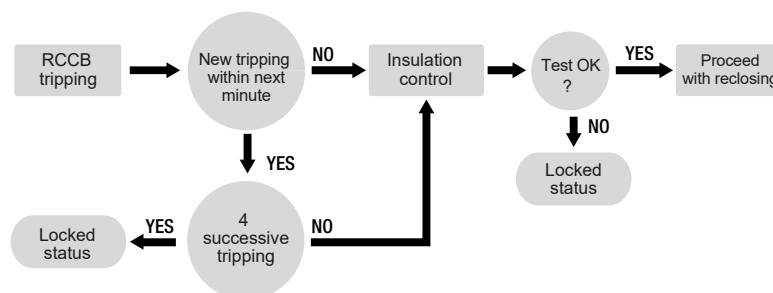 RCCB
tripping
New tripping
within next
minute
NO
Insulation
control
Test OK
?
YES
Proceed
with reclosing
YES
NO
Locked
status
4
successive
tripping
YES
NO
Locked
status